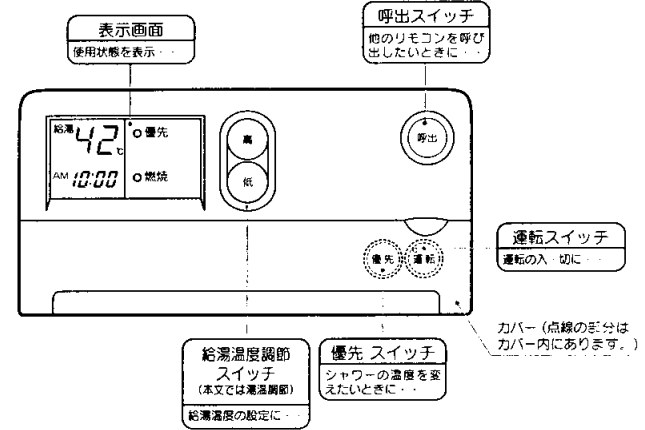 呼出スイッチ
他のリモコンを呼び
出したいときに・・
表示画面
使用状態を表示・・
給湯 42℃
優先
AM 10:00
燃焼
高
低
呼出
優先
運転
運転スイッチ
運転の入・切に・・
カバー(点線の部分は
カバー内にあります。)
給湯温度調節
スイッチ
(本文では湯温調節)
給湯温度の設定に・・
優先 スイッチ
シャワーの温度を変
えたいときに・・